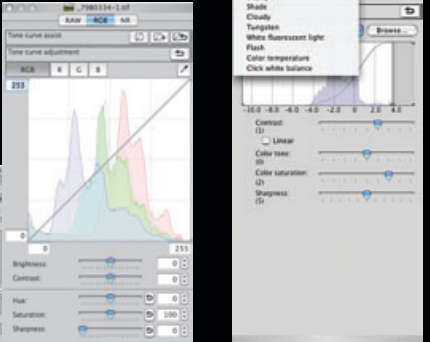 _79B0334-1.tif
RAW RGB NR
Tone curve assist
Tone curve adjustment
RGB R G B
255
0
0 255
Brightness: 0
Contrast: 0
Hue: 0
Saturation: 100
Sharpness: 0
Shade
Cloudy
Tungsten
White fluorescent light
Flash
Color temperature
Click white balance
Browse...
-10.0 -8.0 -6.0 -4.0 -2.0 0 2.0 4.0
Contrast:
(1)
Linear
Color tone:
(0)
Color saturation:
(2)
Sharpness:
(5)